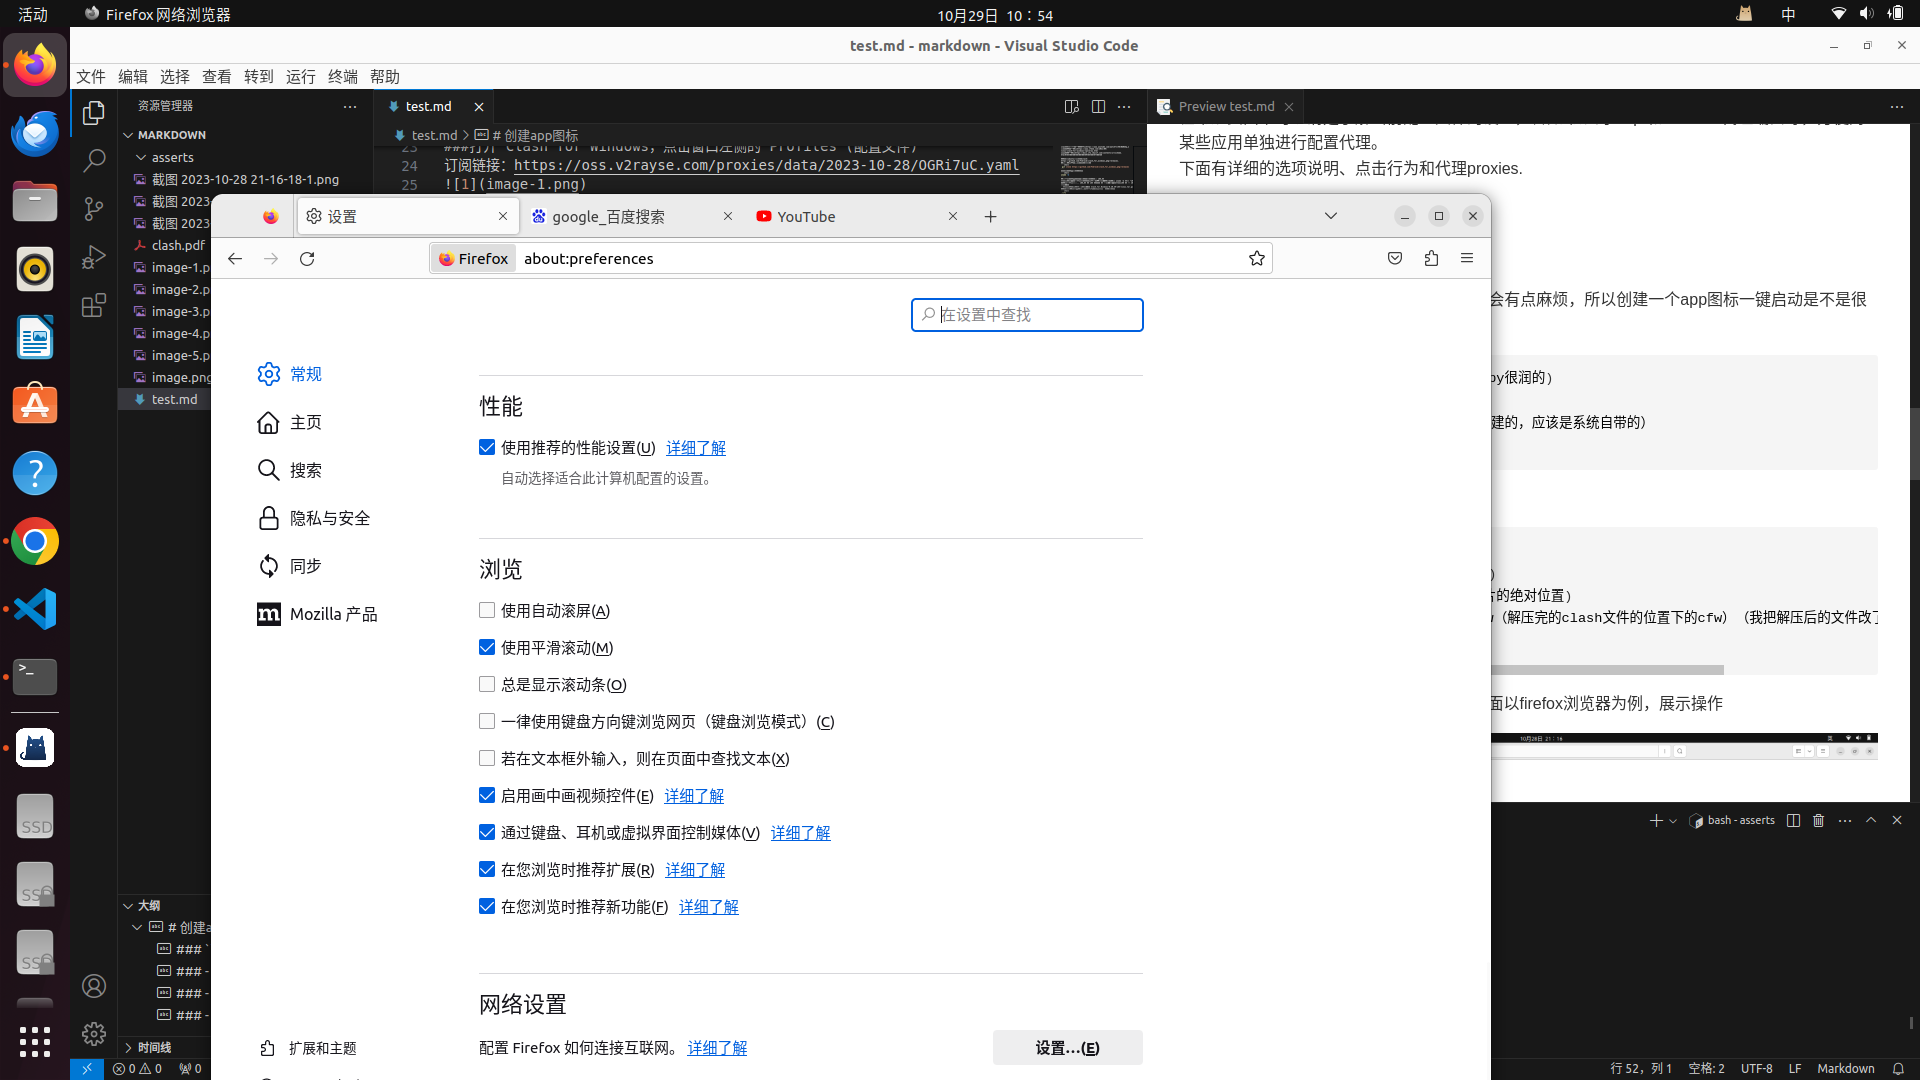 活动
Firefox 网络浏览器
10月29日 10：54
中
test.md - markdown - Visual Studio Code
文件 编辑 选择 查看 转到 运行 终端 帮助
资源管理器
test.md
Preview test.md
MARKDOWN
test.md > # 创建app图标
asserts
24 订阅链接：https://oss.v2rayse.com/proxies/data/2023-10-28/OGRi7uC.yaml
25 ![1](image-1.png)
某些应用单独进行配置代理。
下面有详细的选项说明、点击行为和代理proxies.
截图 2023-10-28 21-16-18-1.png
截图 2023-
截图 2023
clash.pdf
image-1.p
image-2.p
image-3.p
image-4.p
image-5.p
image.png
test.md
设置
google_百度搜索
YouTube
Firefox
about:preferences
在设置中查找
常规
主页
搜索
隐私与安全
同步
Mozilla 产品
扩展和主题
性能
使用推荐的性能设置(U) 详细了解
自动选择适合此计算机配置的设置。
浏览
使用自动滚屏(A)
使用平滑滚动(M)
总是显示滚动条(O)
一律使用键盘方向键浏览网页（键盘浏览模式）(C)
若在文本框外输入，则在页面中查找文本(X)
启用画中画视频控件(E) 详细了解
通过键盘、耳机或虚拟界面控制媒体(V) 详细了解
在您浏览时推荐扩展(R) 详细了解
在您浏览时推荐新功能(F) 详细了解
网络设置
配置 Firefox 如何连接互联网。 详细了解
设置…(E)
会有点麻烦，所以创建一个app图标一键启动是不是很
py很润的)
建的，应该是系统自带的）
)
片的绝对位置)
（解压完的clash文件的位置下的cfw）（我把解压后的文件改了
面以firefox浏览器为例，展示操作
10月28日 21：16
英
bash - asserts
大纲
# 创建a
### `
### -
### -
### -
时间线
0 0
0
行 52，列 1
空格: 2
UTF-8
LF
Markdown
SSD
SSD
SSD